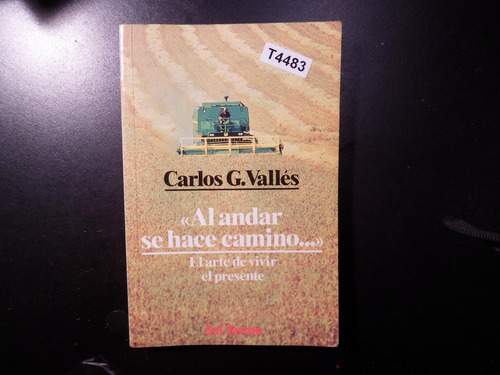 T4483
Carlos G. Vallés
«Al andar
se hace camino...»
El arte de vivir
el presente
Sal Terrae